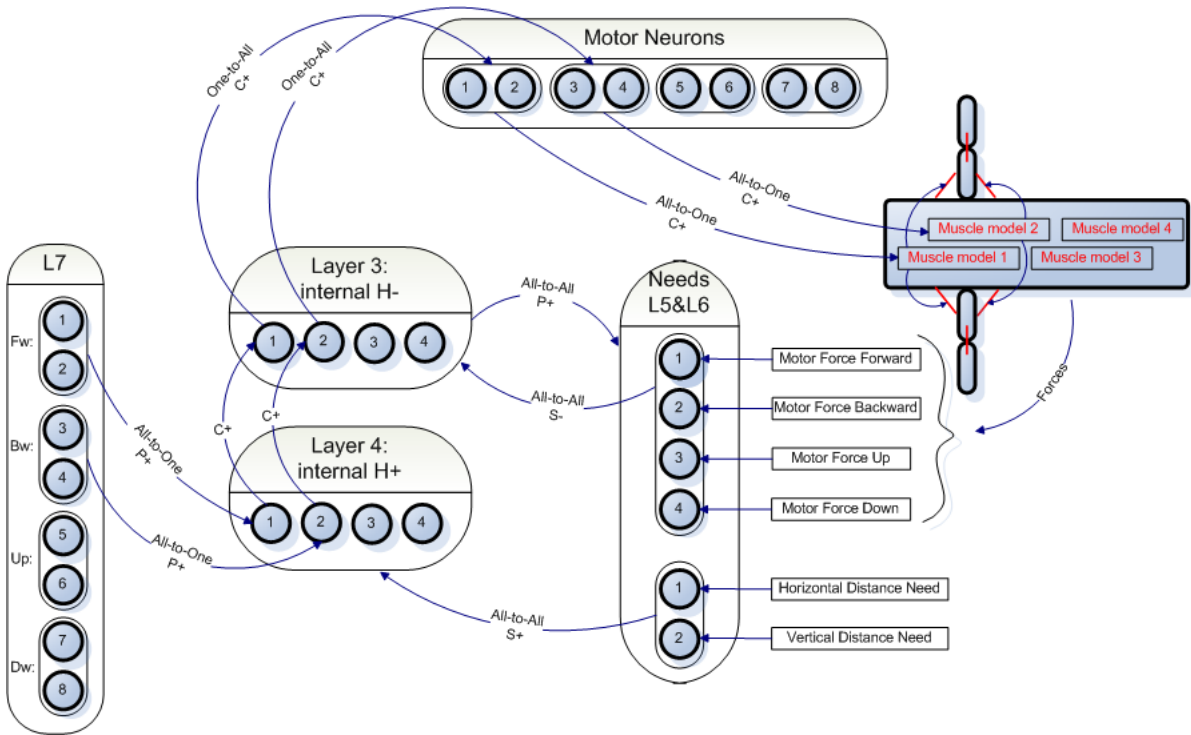 Motor Neurons
1 2 3 4 5 6 7 8
One-to-All
C+
One-to-All
C+
All-to-One
C+
All-to-One
C+
Muscle model 2
Muscle model 4
Muscle model 1
Muscle model 3
Forces
L7
Fw:
1
2
Bw:
3
4
Up:
5
6
Dw:
7
8
All-to-One
P+
All-to-One
P+
Layer 3:
internal H-
1 2 3 4
C+
C+
Layer 4:
internal H+
1 2 3 4
All-to-All
P+
All-to-All
S-
All-to-All
S+
Needs
L5&L6
1
2
3
4
1
2
Motor Force Forward
Motor Force Backward
Motor Force Up
Motor Force Down
Horizontal Distance Need
Vertical Distance Need